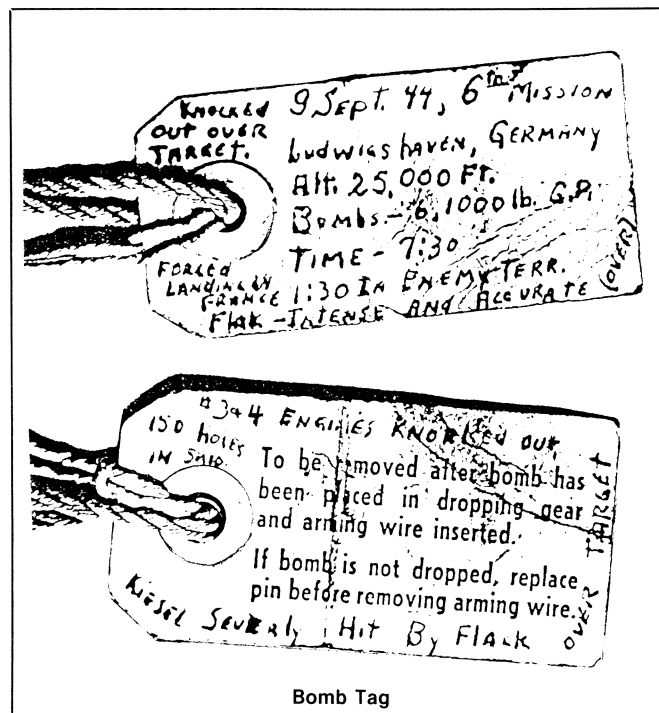 KNOCKED
OUT OVER
TARGET.
9 SEPT. 44, 6th MISSION
LUDWIGSHAVEN, GERMANY
Alt. 25,000 Ft.
BOMBS - 6, 1000 lb. G.P.
TIME - 7:30
1:30 IN ENEMY TERR.
FLAK - INTENSE AND ACCURATE (OVER)
FORCED
LANDING IN
FRANCE
#3 & 4 ENGINES KNOCKED OUT
OVER TARGET
150 HOLES
IN SHIP
To be removed after bomb has
been placed in dropping gear
and arming wire inserted.
If bomb is not dropped, replace
pin before removing arming wire.
KIESEL SEVERLY HIT BY FLACK
Bomb Tag